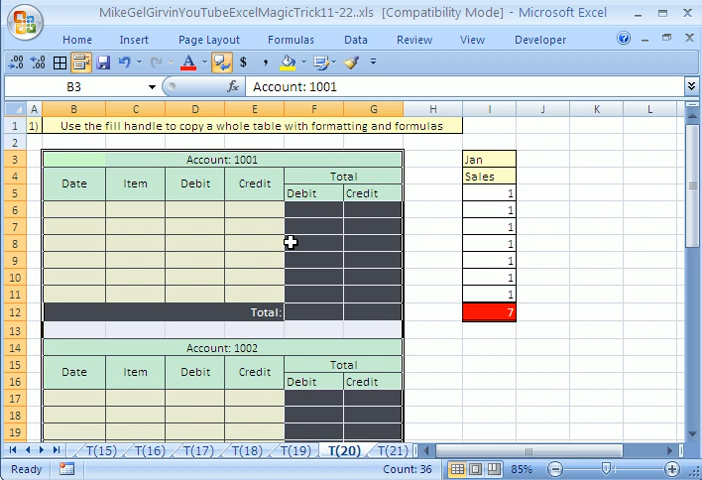 MikeGelGirvinYouTubeExcelMagicTrick11-22..xls [Compatibility Mode] - Microsoft Excel
Home Insert Page Layout Formulas Data Review View Developer
B3 fx Account: 1001
A B C D E F G H I J K L
1 1) Use the fill handle to copy a whole table with formatting and formulas
2
3 Account: 1001 Jan
4 Date Item Debit Credit Total Sales
5 Debit Credit 1
6 1
7 1
8 1
9 1
10 1
11 1
12 Total: 7
13
14 Account: 1002
15 Date Item Debit Credit Total
16 Debit Credit
17
18
19
T(15) T(16) T(17) T(18) T(19) T(20) T(21)
Ready Count: 36 85%